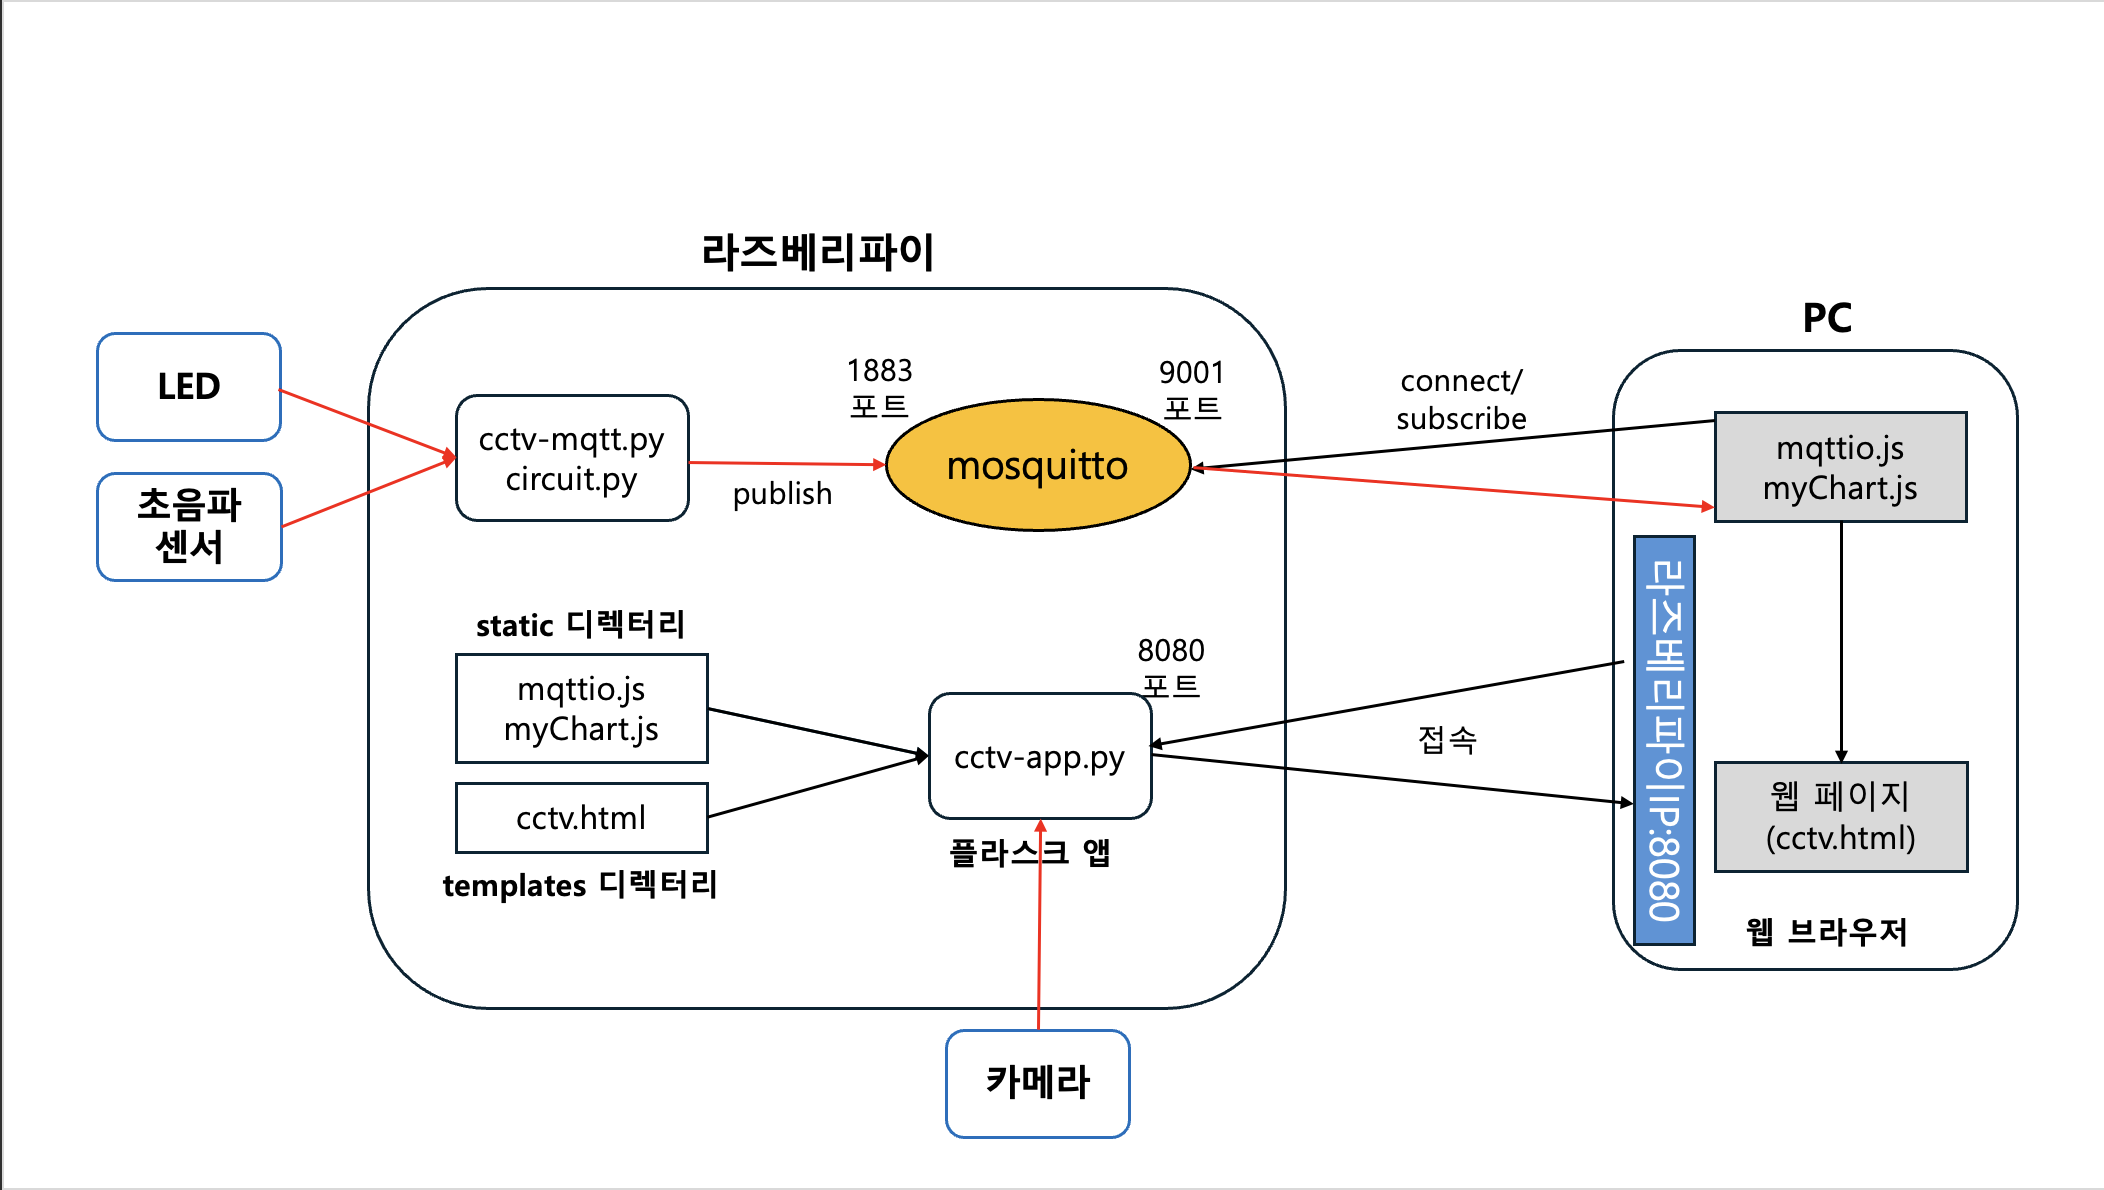 라즈베리파이
PC
LED
초음파
센서
cctv-mqtt.py
circuit.py
publish
1883
포트
mosquitto
9001
포트
connect/
subscribe
mqttio.js
myChart.js
static 디렉터리
mqttio.js
myChart.js
cctv.html
templates 디렉터리
8080
포트
cctv-app.py
플라스크 앱
접속
라즈베리파이IP:8080
웹 페이지
(cctv.html)
웹 브라우저
카메라